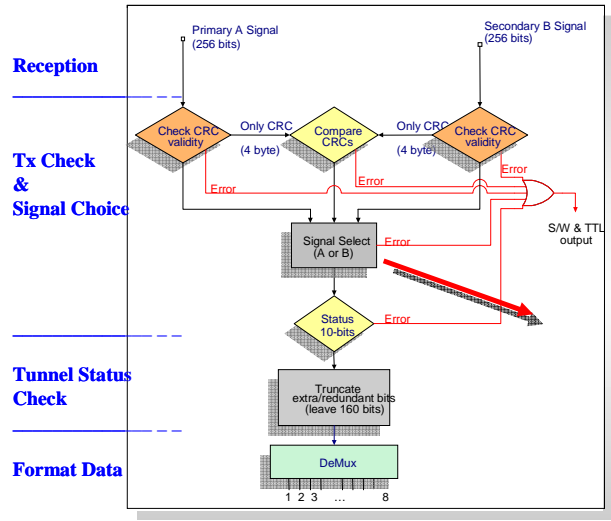 Primary A Signal
(256 bits)
Secondary B Signal
(256 bits)
Reception
Check CRC
validity
Only CRC
(4 byte)
Compare
CRCs
Only CRC
(4 byte)
Check CRC
validity
Tx Check
&
Signal Choice
Error
Error
Error
S/W & TTL
output
Signal Select
(A or B)
Error
Status
10-bits
Error
Tunnel Status
Check
Truncate
extra/redundant bits
(leave 160 bits)
Format Data
DeMux
1 2 3 ... 8